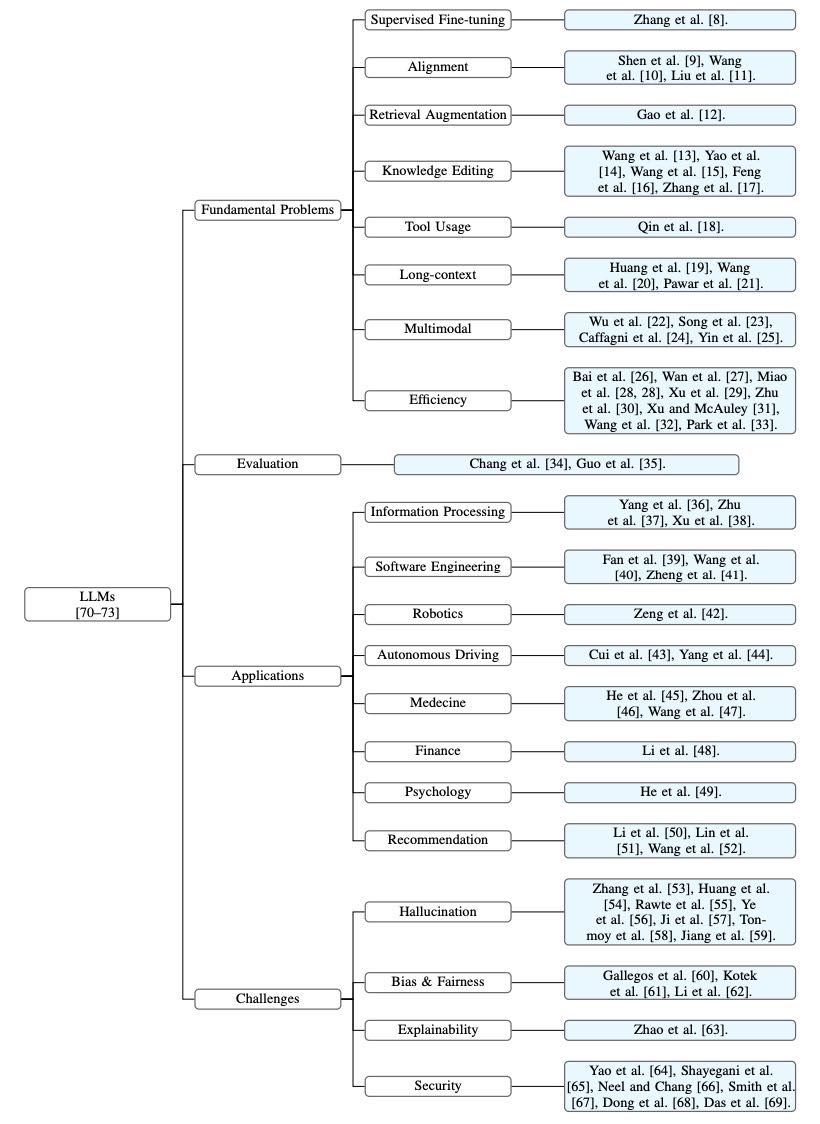 Supervised Fine-tuning
Zhang et al. [8].
Alignment
Shen et al. [9], Wang
et al. [10], Liu et al. [11].
Retrieval Augmentation
Gao et al. [12].
Knowledge Editing
Wang et al. [13], Yao et al.
[14], Wang et al. [15], Feng
et al. [16], Zhang et al. [17].
Fundamental Problems
Tool Usage
Qin et al. [18].
Long-context
Huang et al. [19], Wang
et al. [20], Pawar et al. [21].
Multimodal
Wu et al. [22], Song et al. [23],
Caffagni et al. [24], Yin et al. [25].
Efficiency
Bai et al. [26], Wan et al. [27], Miao
et al. [28, 28], Xu et al. [29], Zhu
et al. [30], Xu and McAuley [31],
Wang et al. [32], Park et al. [33].
Evaluation
Chang et al. [34], Guo et al. [35].
Information Processing
Yang et al. [36], Zhu
et al. [37], Xu et al. [38].
Software Engineering
Fan et al. [39], Wang et al.
[40], Zheng et al. [41].
LLMs
[70–73]
Robotics
Zeng et al. [42].
Autonomous Driving
Cui et al. [43], Yang et al. [44].
Applications
Medecine
He et al. [45], Zhou et al.
[46], Wang et al. [47].
Finance
Li et al. [48].
Psychology
He et al. [49].
Recommendation
Li et al. [50], Lin et al.
[51], Wang et al. [52].
Hallucination
Zhang et al. [53], Huang et al.
[54], Rawte et al. [55], Ye
et al. [56], Ji et al. [57], Ton-
moy et al. [58], Jiang et al. [59].
Bias & Fairness
Gallegos et al. [60], Kotek
et al. [61], Li et al. [62].
Challenges
Explainability
Zhao et al. [63].
Security
Yao et al. [64], Shayegani et al.
[65], Neel and Chang [66], Smith et al.
[67], Dong et al. [68], Das et al. [69].